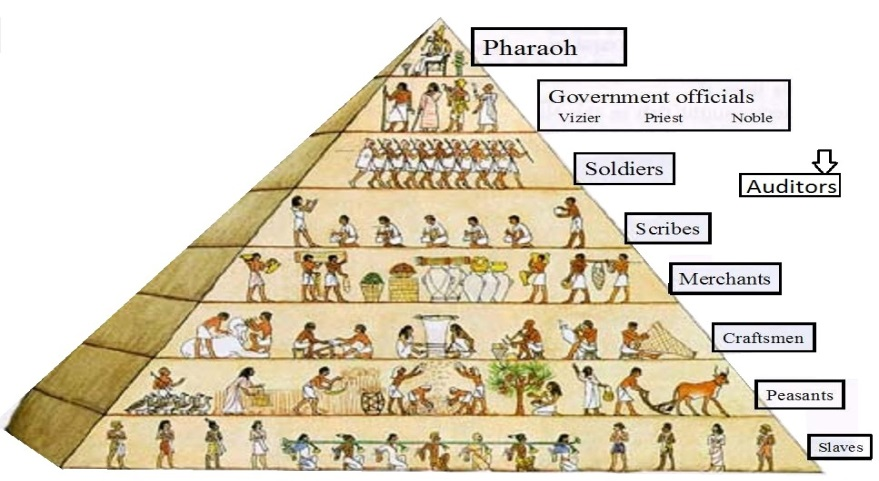 Pharaoh
Government officials
Vizier Priest Noble
Soldiers
Auditors
Scribes
Merchants
Craftsmen
Peasants
Slaves